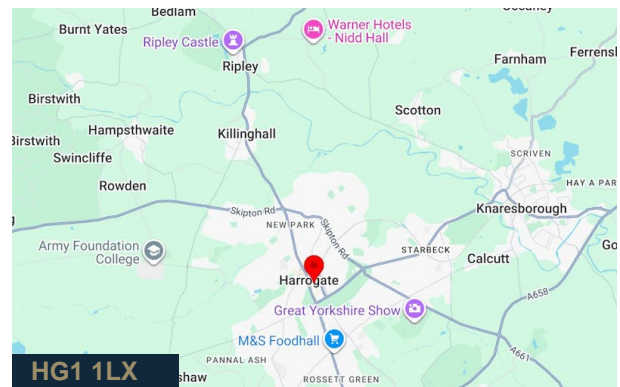 Bedlam
Burnt Yates
Warner Hotels
- Nidd Hall
Ripley Castle
Ripley
Farnham
Birstwith
Scotton
Hampsthwaite
Killinghall
Birstwith
Swincliffe
SCRIVEN
Rowden
HAY A PAR
Knaresborough
Skipton Rd
NEW PARK
Skipton Rd
STARBECK
Army Foundation
College
Calcutt
Go
Harrogate
A658
Great Yorkshire Show
M&S Foodhall
A661
PANNAL ASH
HG1 1LX
shaw
ROSSETT GREEN